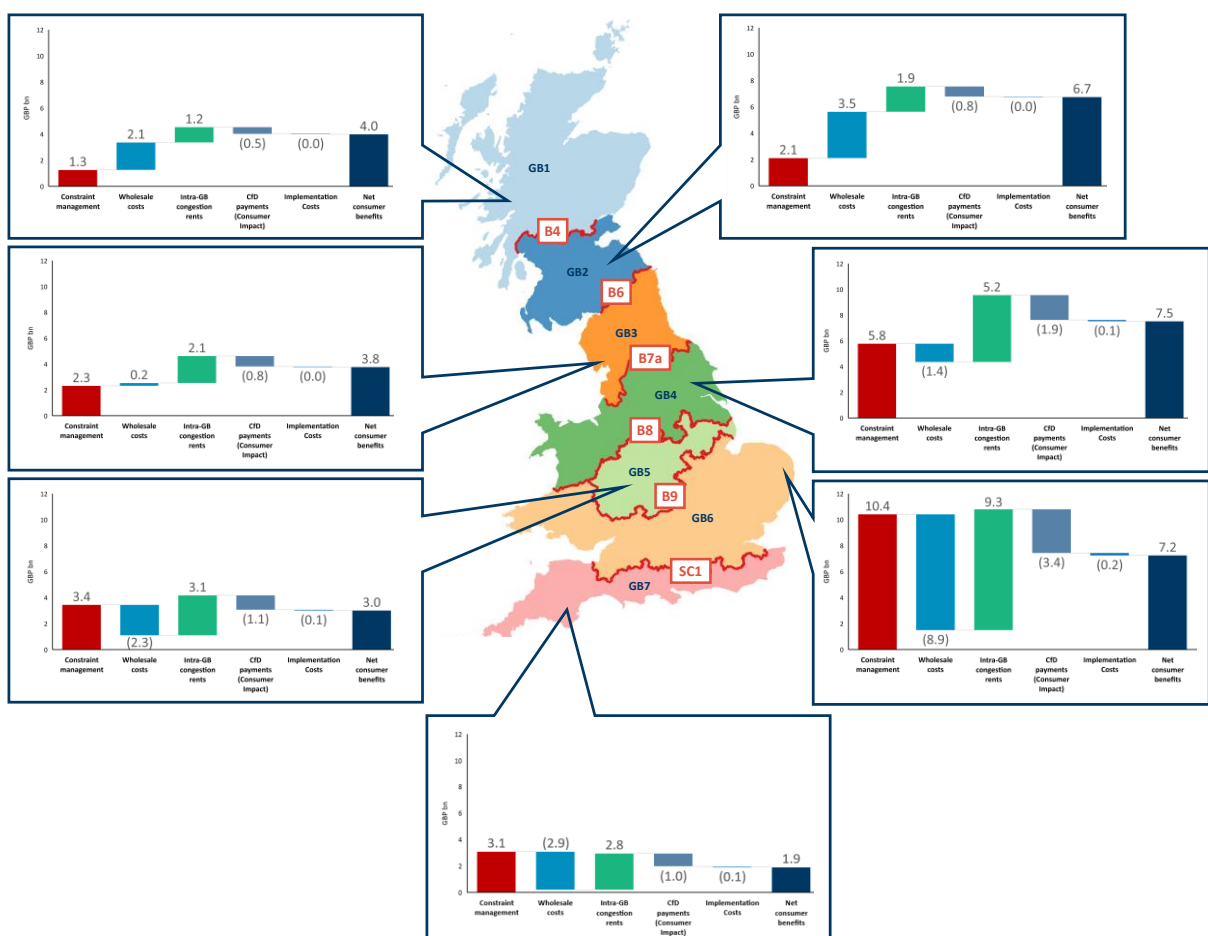 12
10
8
6
4
2
0
GBP bn
1.3
2.1
1.2
(0.5)
(0.0)
4.0
Constraint
management
Wholesale
costs
Intra-GB
congestion
rents
CfD
payments
(Consumer
Impact)
Implementation
Costs
Net
consumer
benefits
12
10
8
6
4
2
0
GBP bn
2.1
3.5
1.9
(0.8)
(0.0)
6.7
Constraint
management
Wholesale
costs
Intra-GB
congestion
rents
CfD
payments
(Consumer
Impact)
Implementation
Costs
Net
consumer
benefits
GB1
B4
GB2
B6
GB3
B7a
GB4
B8
GB5
B9
GB6
SC1
GB7
12
10
8
6
4
2
0
GBP bn
2.3
0.2
2.1
(0.8)
(0.0)
3.8
Constraint
management
Wholesale
costs
Intra-GB
congestion
rents
CfD
payments
(Consumer
Impact)
Implementation
Costs
Net
consumer
benefits
12
10
8
6
4
2
0
GBP bn
5.8
(1.4)
5.2
(1.9)
(0.1)
7.5
Constraint
management
Wholesale
costs
Intra-GB
congestion
rents
CfD
payments
(Consumer
Impact)
Implementation
Costs
Net
consumer
benefits
12
10
8
6
4
2
0
GBP bn
3.4
(2.3)
3.1
(1.1)
(0.1)
3.0
Constraint
management
Wholesale
costs
Intra-GB
congestion
rents
CfD
payments
(Consumer
Impact)
Implementation
Costs
Net
consumer
benefits
12
10
8
6
4
2
0
GBP bn
10.4
(8.9)
9.3
(3.4)
(0.2)
7.2
Constraint
management
Wholesale
costs
Intra-GB
congestion
rents
CfD
payments
(Consumer
Impact)
Implementation
Costs
Net
consumer
benefits
12
10
8
6
4
2
0
GBP bn
3.1
(2.9)
2.8
(1.0)
(0.1)
1.9
Constraint
management
Wholesale
costs
Intra-GB
congestion
rents
CfD
payments
(Consumer
Impact)
Implementation
Costs
Net
consumer
benefits